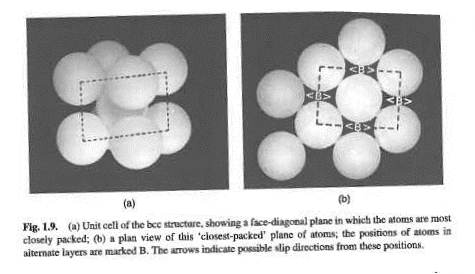 <B>
<B>
<B>
<B>
(a)
(b)
Fig. 1.9. (a) Unit cell of the bcc structure, showing a face-diagonal plane in which the atoms are most
closely packed; (b) a plan view of this 'closest-packed' plane of atoms; the positions of atoms in
alternate layers are marked B. The arrows indicate possible slip directions from these positions.